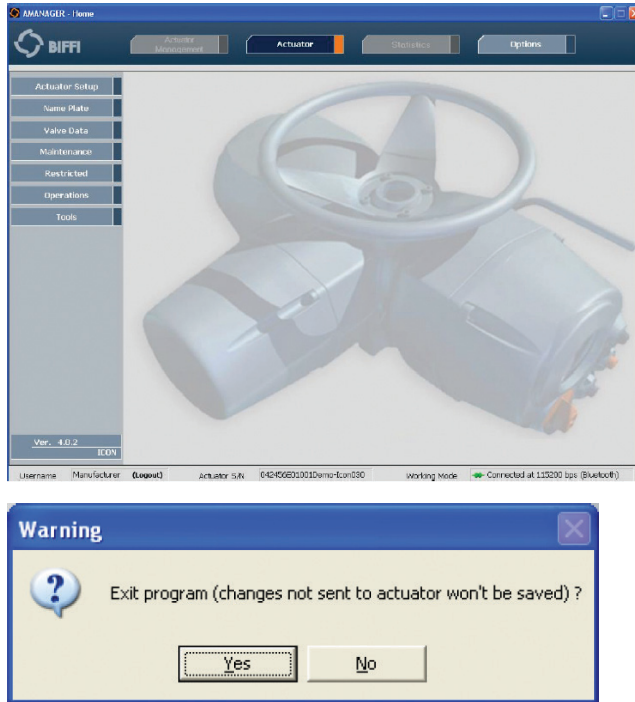 AMANAGER - Home
BIFFI
Actuator Management
Actuator
Statistics
Options
Actuator Setup
Name Plate
Valve Data
Maintenance
Restricted
Operations
Tools
Ver. 4.0.2
ICON
Username Manufacturer (Logout) Actuator S/N 042456E01001Demo-Icon030 Working Mode Connected at 115200 bps (Bluetooth)
Warning
Exit program (changes not sent to actuator won't be saved) ?
Yes No